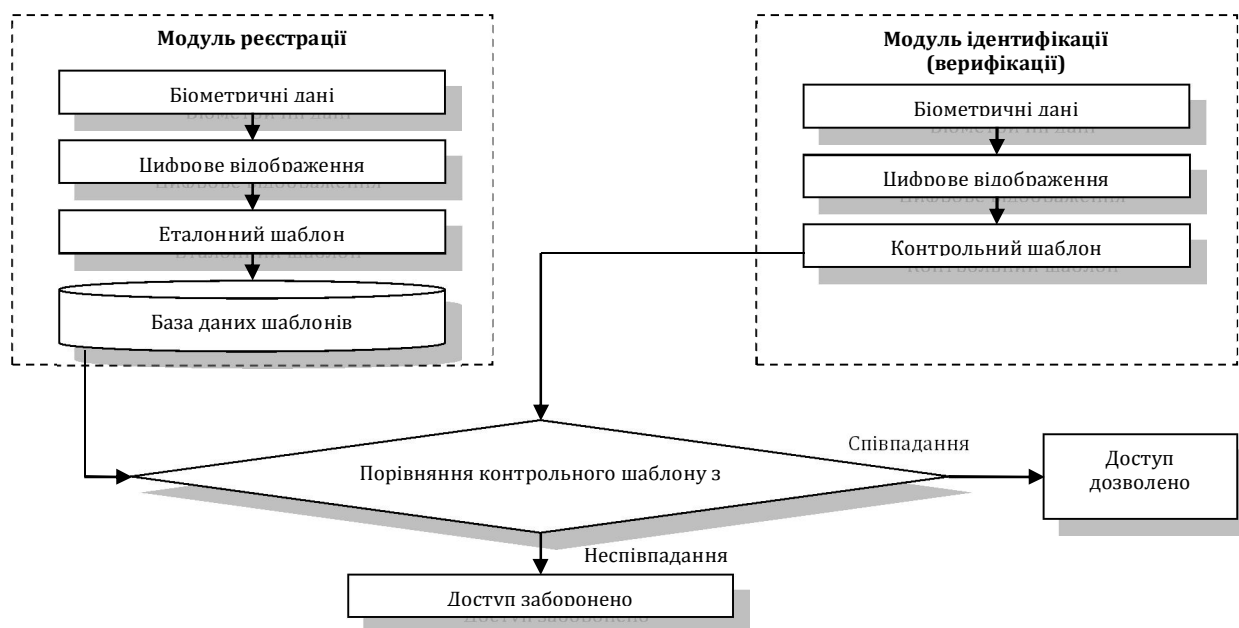 Модуль реєстрації
Біометричні дані
Цифрове відображення
Еталонний шаблон
База даних шаблонів
Модуль ідентифікації
(верифікації)
Біометричні дані
Цифрове відображення
Контрольний шаблон
Порівняння контрольного шаблону з
Співпадання
Доступ
дозволено
Неспівпадання
Доступ заборонено